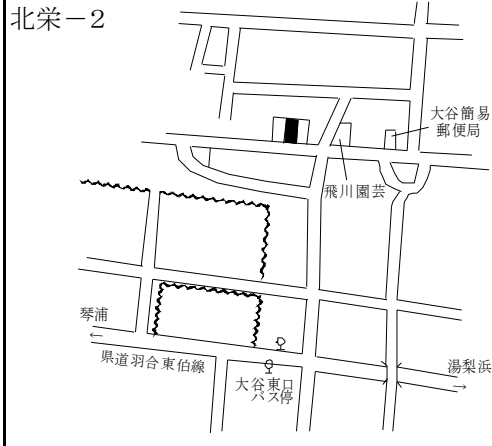 北栄－2
大谷簡易
郵便局
飛川園芸
琴浦
←
県道羽合東伯線
大谷東口
バス停
湯梨浜
→